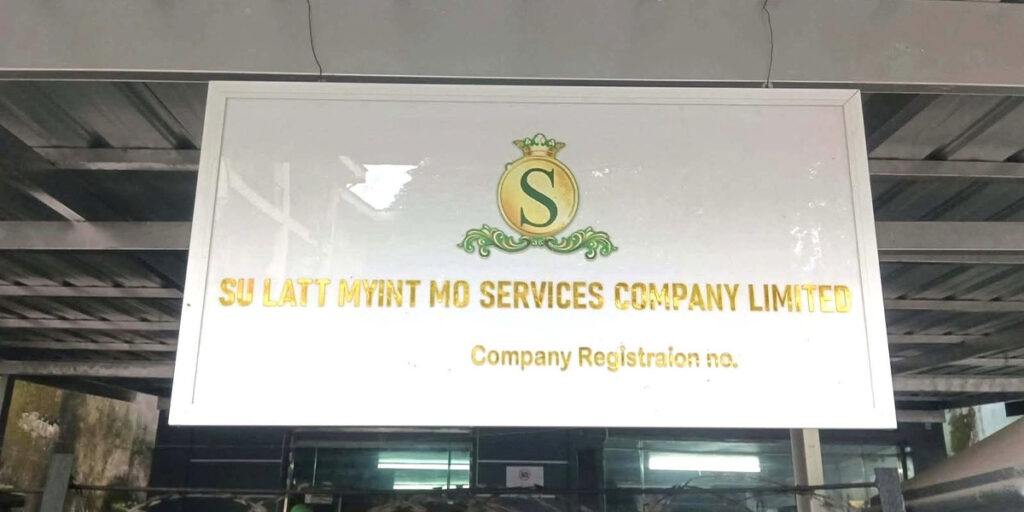 S
SU LATT MYINT MO SERVICES COMPANY LIMITED
Company Registraion no.